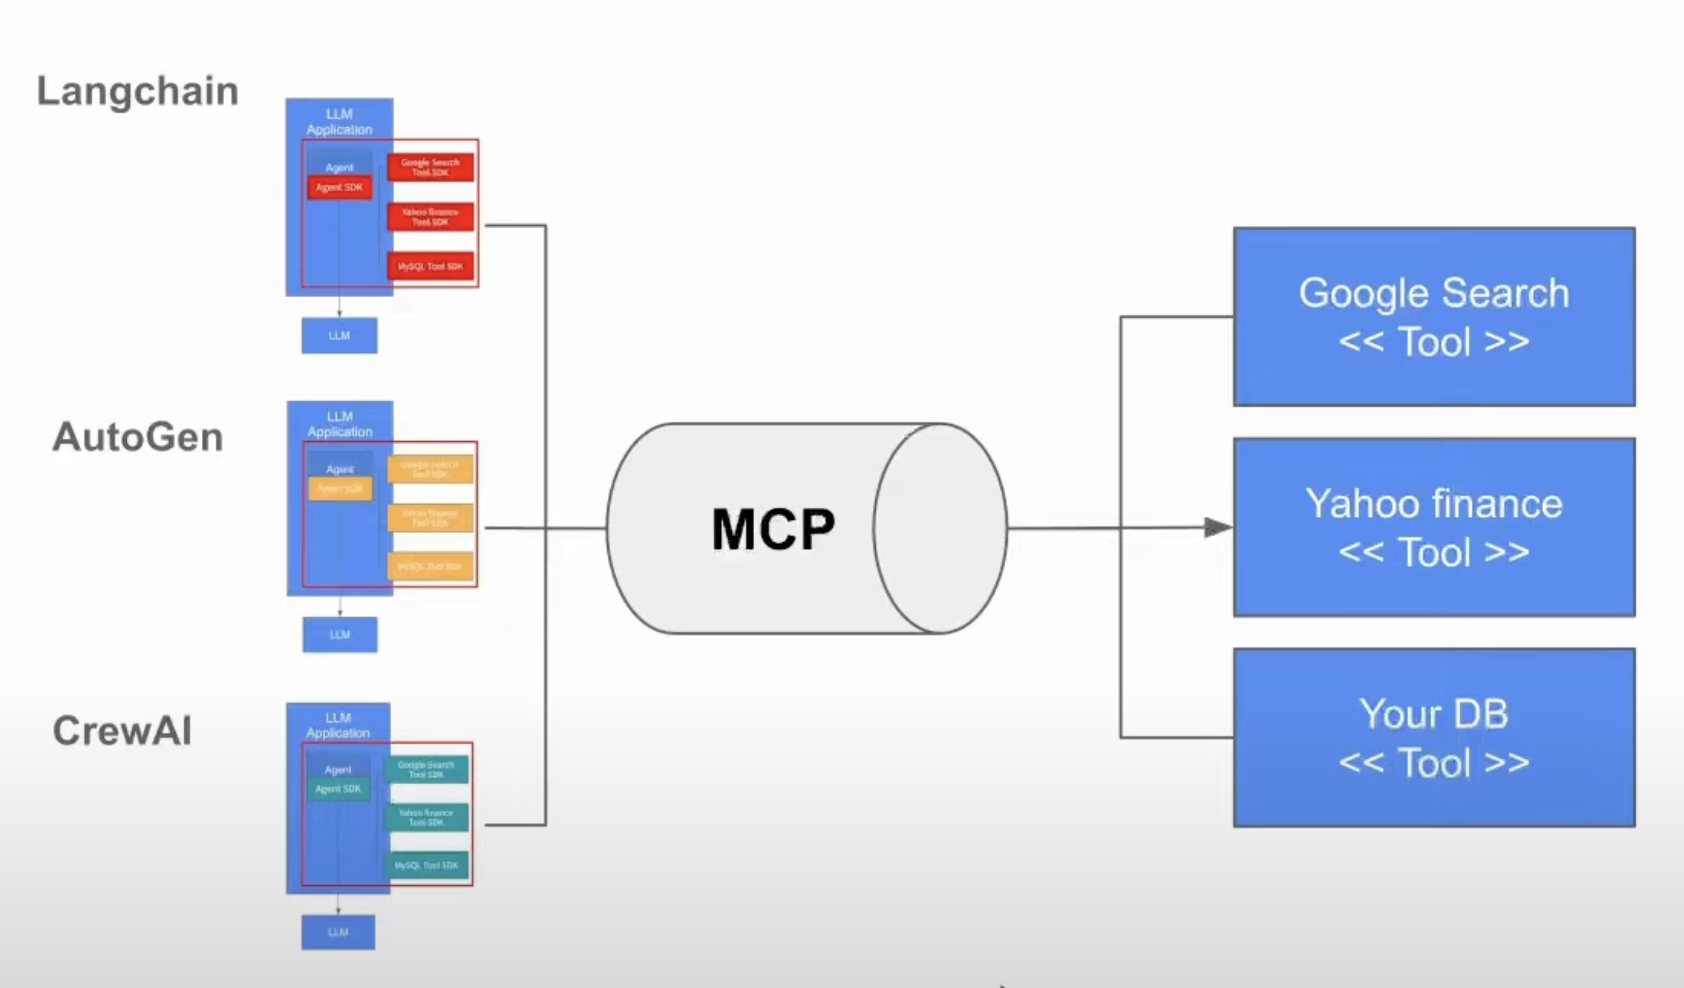 Langchain
LLM
Application
Agent
Agent SDK
Google Search
Tool SDK
Yahoo finance
Tool SDK
MySQL Tool SDK
LLM
AutoGen
LLM
Application
Agent
Agent SDK
Google Search
Tool SDK
Yahoo finance
Tool SDK
MySQL Tool SDK
LLM
CrewAI
LLM
Application
Agent
Agent SDK
Google Search
Tool SDK
Yahoo finance
Tool SDK
MySQL Tool SDK
LLM
MCP
Google Search
<< Tool >>
Yahoo finance
<< Tool >>
Your DB
<< Tool >>